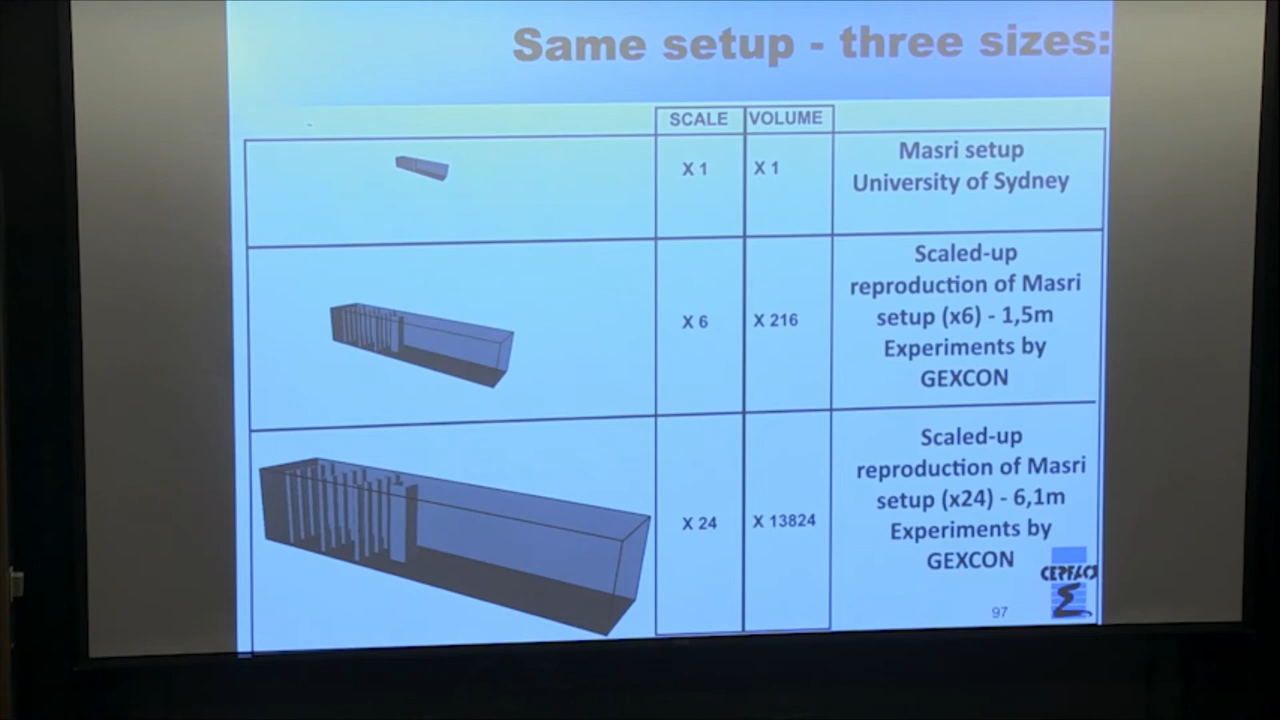 Same setup - three sizes:
SCALE VOLUME
X 1 X 1
Masri setup
University of Sydney
X 6 X 216
Scaled-up
reproduction of Masri
setup (x6) - 1,5m
Experiments by
GEXCON
X 24 X 13824
Scaled-up
reproduction of Masri
setup (x24) - 6,1m
Experiments by
GEXCON
CERFACS
97